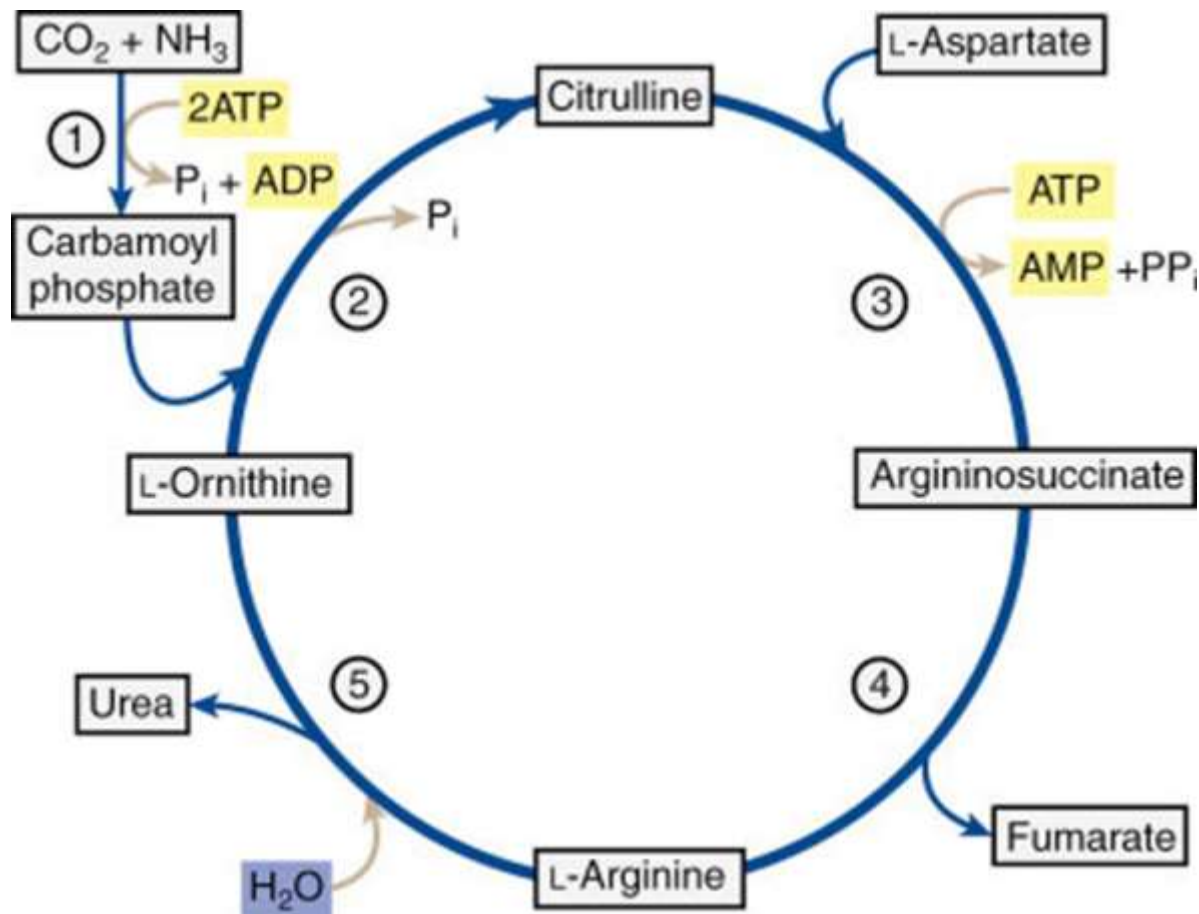 CO₂ + NH₃
2ATP
1
Pᵢ + ADP
Carbamoyl
phosphate
Citrulline
L-Aspartate
Pᵢ
ATP
AMP +PPᵢ
2
3
L-Ornithine
Argininosuccinate
5
4
Urea
Fumarate
H₂O
L-Arginine